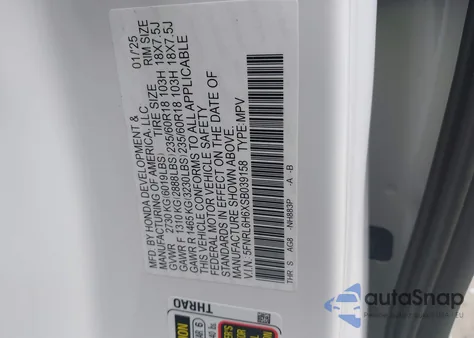 MFD. BY HONDA DEVELOPMENT & 01/25
MANUFACTURING OF AMERICA, LLC
TIRE SIZE RIM SIZE
GVWR 2730 KG (6019LBS) 235/60R18 103H 18X7.5J
GAWR F 1310 KG (2888LBS) 235/60R18 103H 18X7.5J
GAWR R 1465 KG (3230LBS)
THIS VEHICLE CONFORMS TO ALL APPLICABLE
FEDERAL MOTOR VEHICLE SAFETY
STANDARDS IN EFFECT ON THE DATE OF
MANUFACTURE SHOWN ABOVE.
V.I.N: 5FNRL6H6XSB039158 TYPE:MPV
THR S AG8 -NH883P -A -B
THRAO
autoSnap